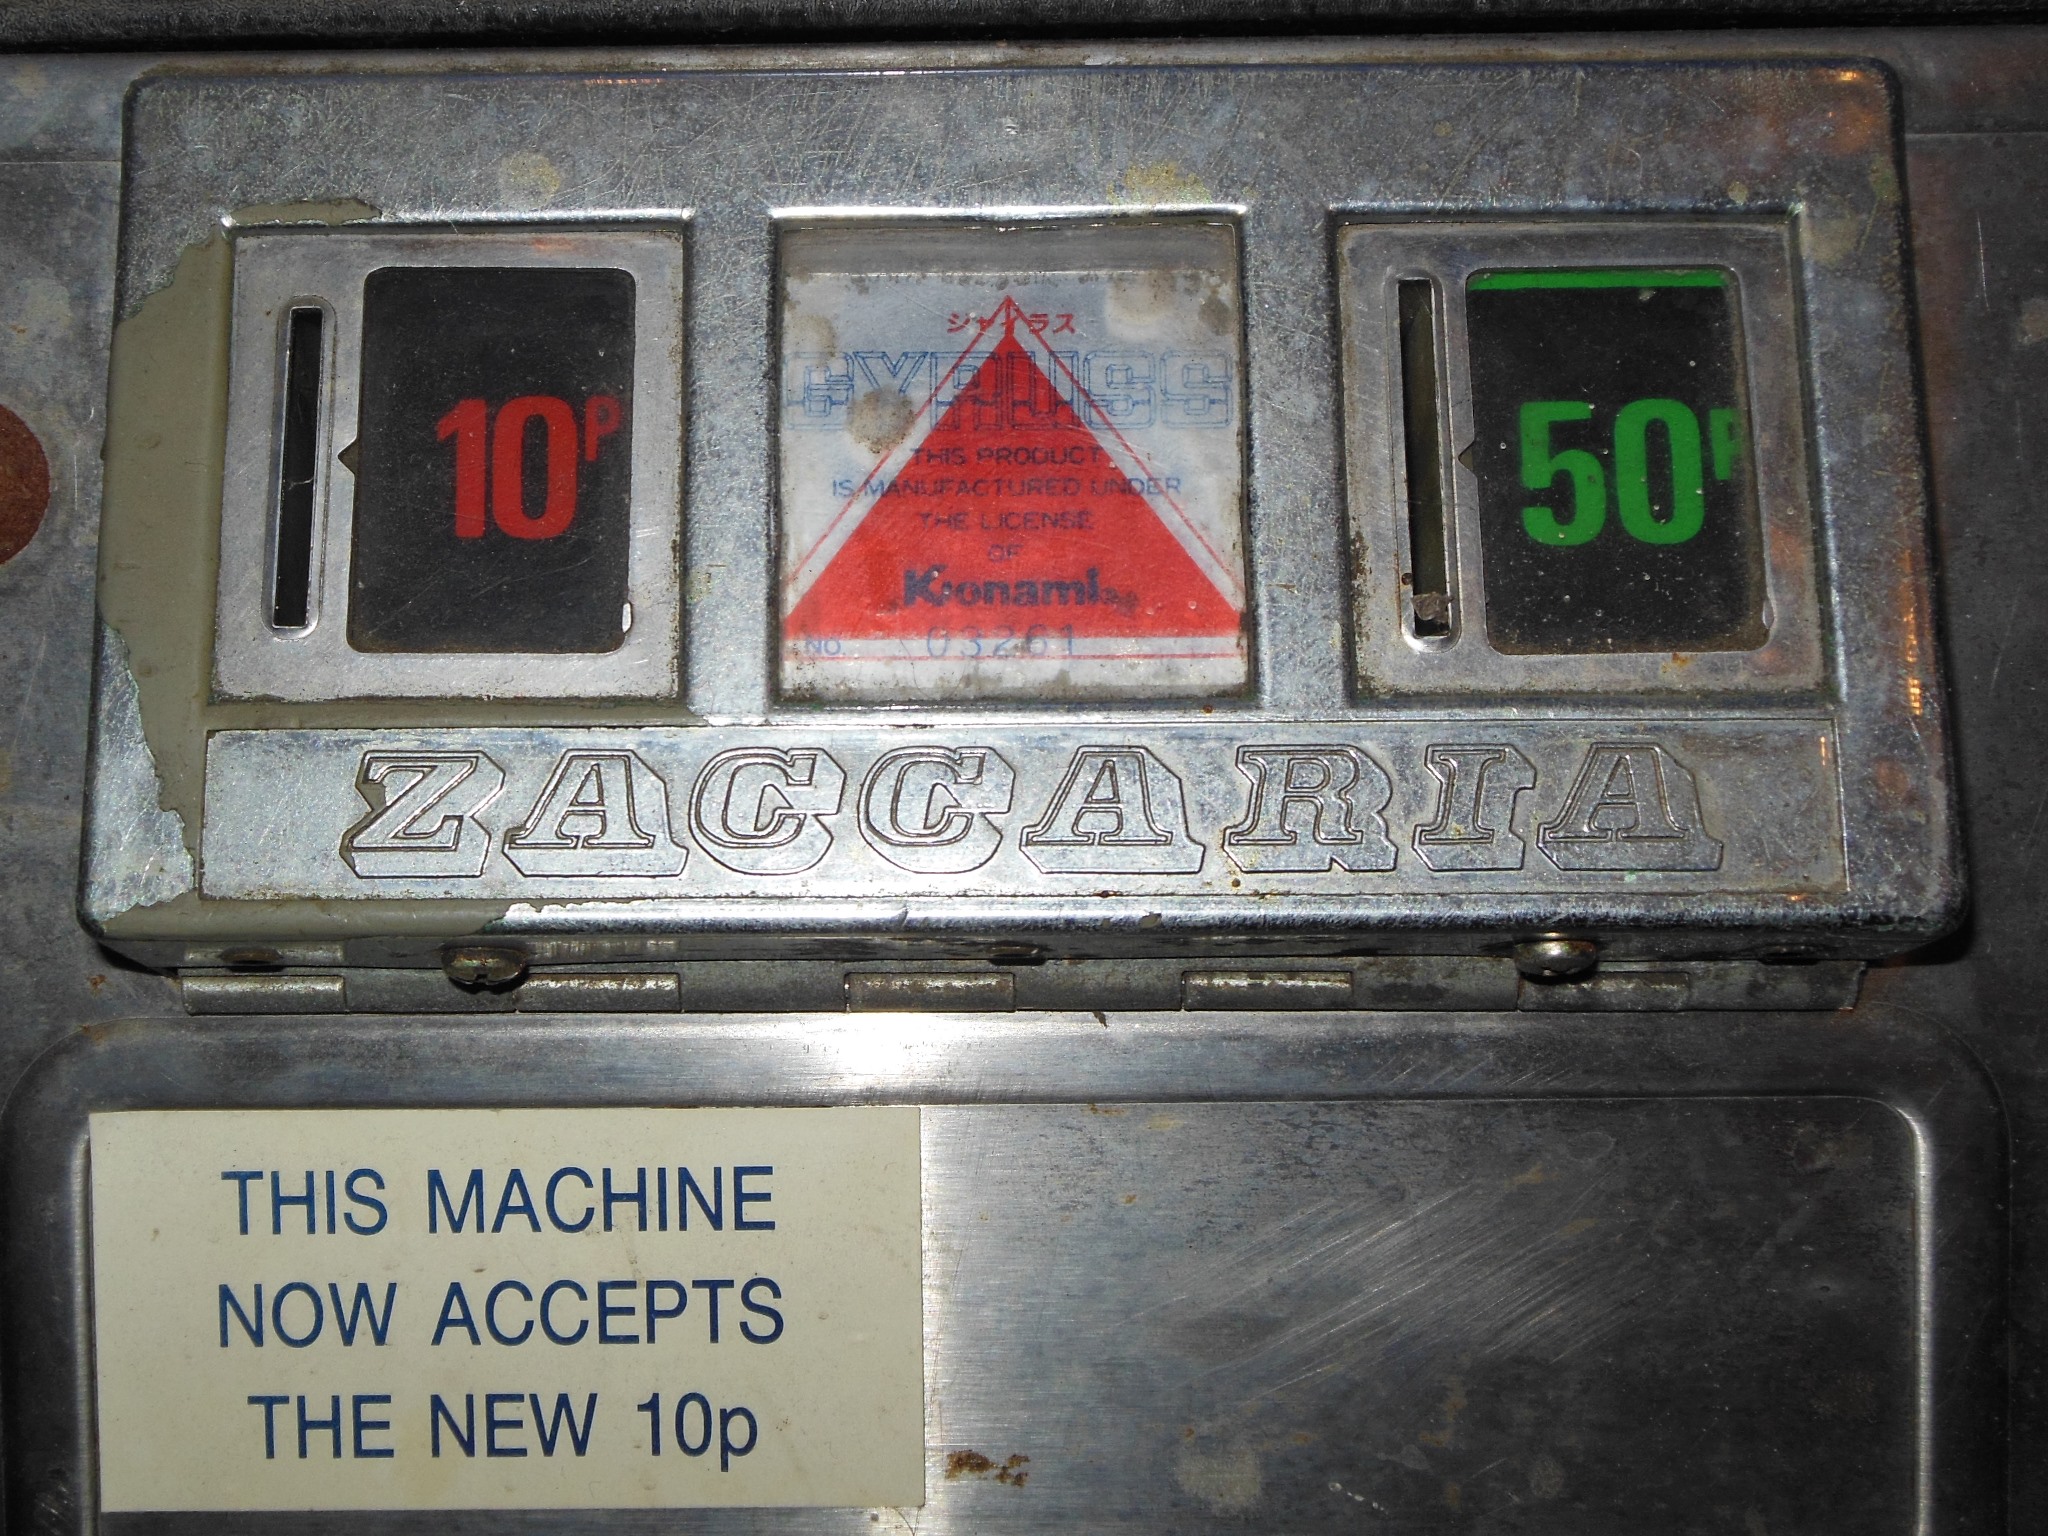 10P
ジャイラス
GYRUSS
THIS PRODUCT
IS MANUFACTURED UNDER
THE LICENSE
OF
Konami
No. 03261
50P
ZACCARIA
THIS MACHINE
NOW ACCEPTS
THE NEW 10p